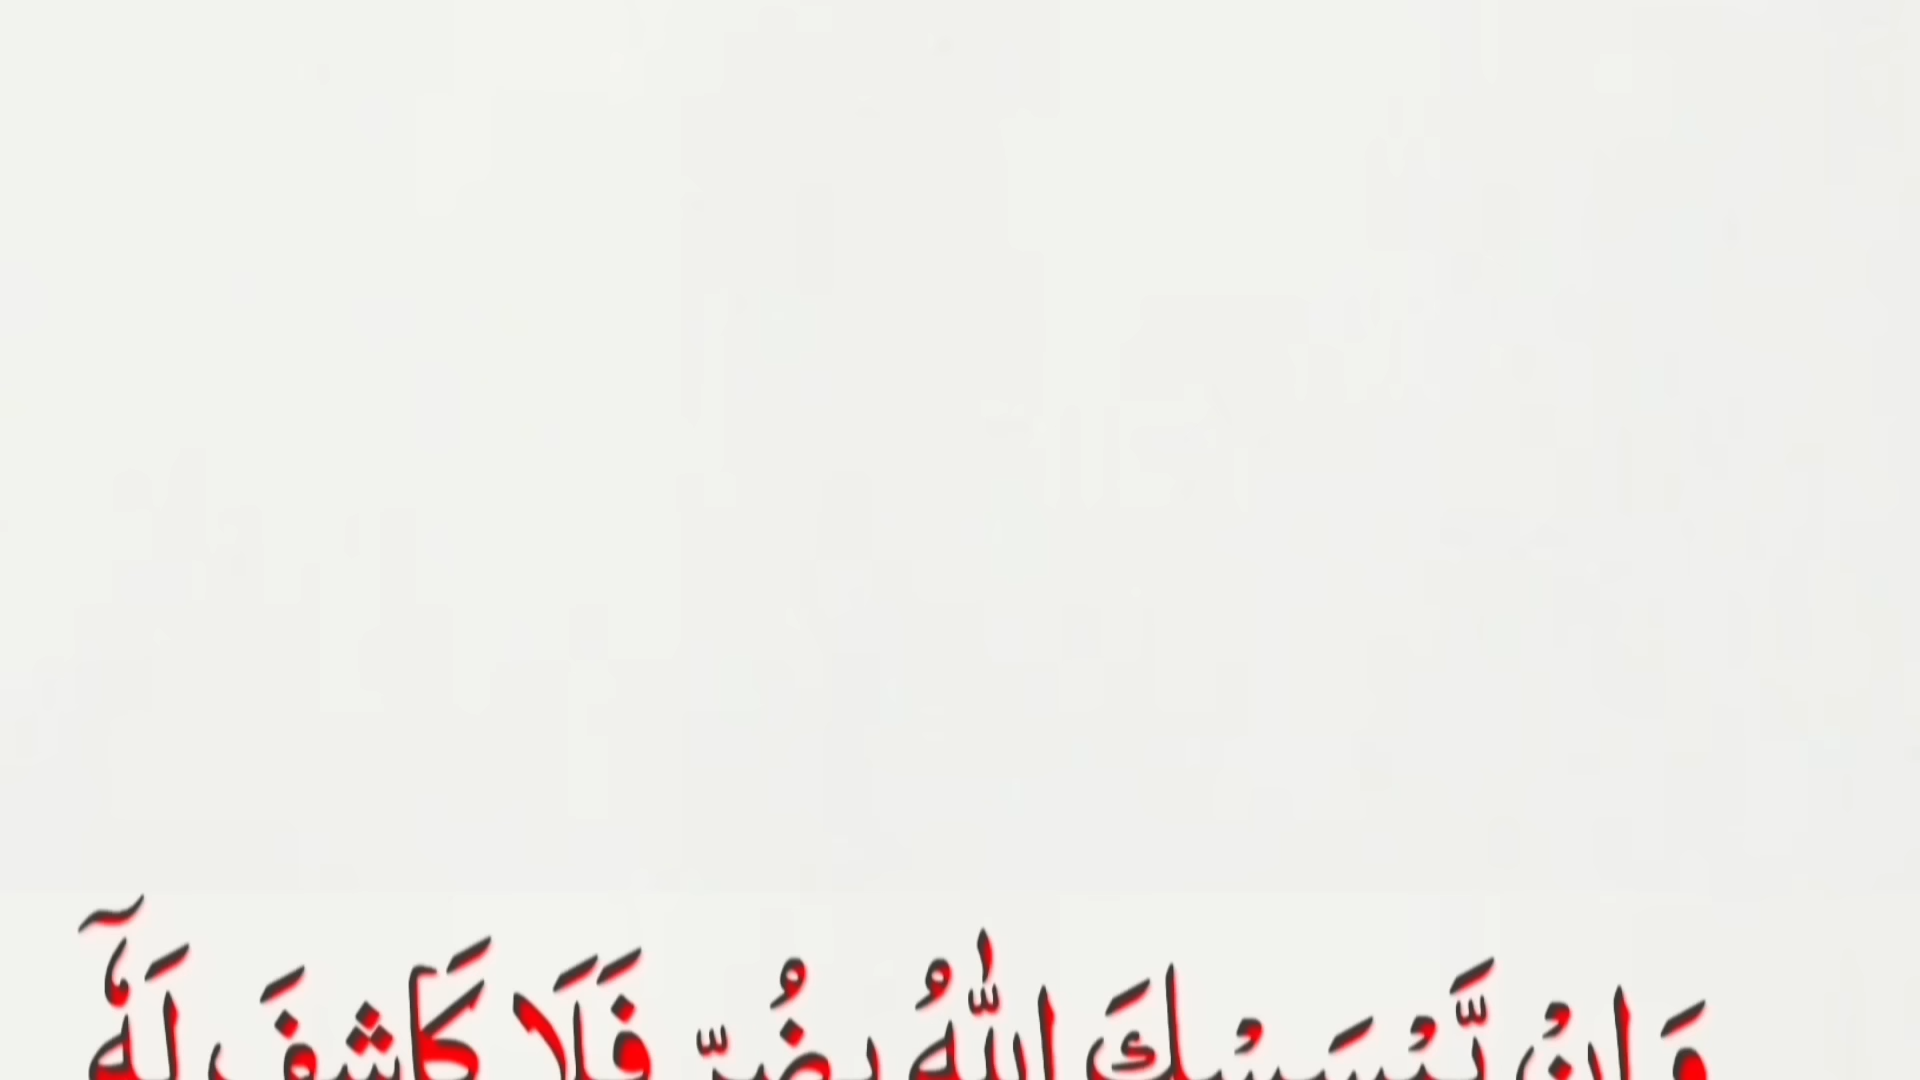 وَاِنْ يَّمْسَسْكَ اللّٰهُ بِضُرٍّ فَلَا كَاشِفَ لَهٗۤ